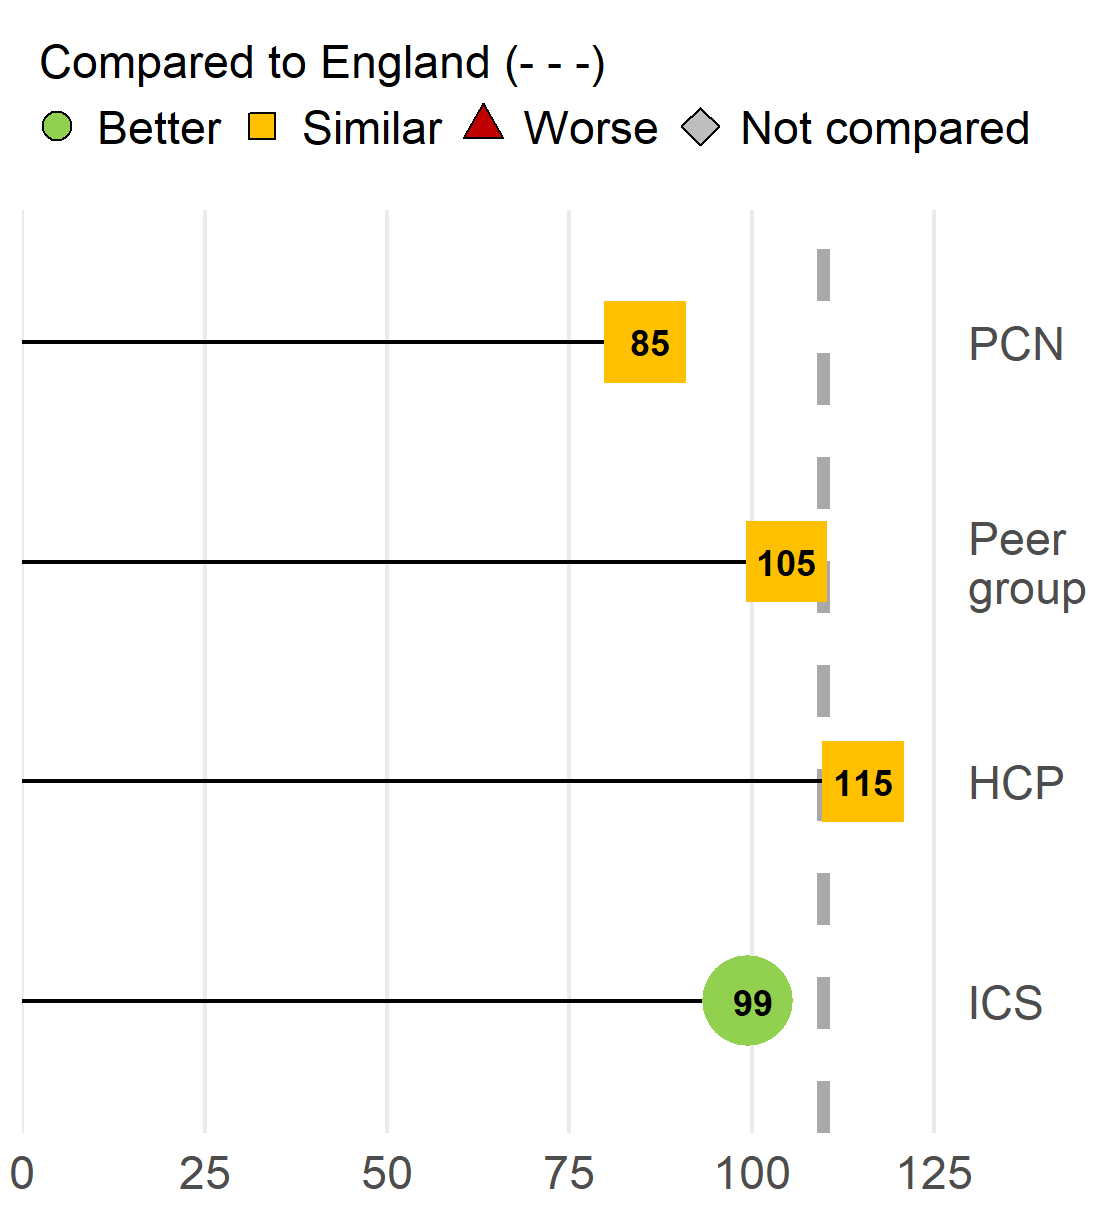 Compared to England (- - -)
Better Similar Worse Not compared
85 PCN
105 Peer
group
115 HCP
99 ICS
0 25 50 75 100 125